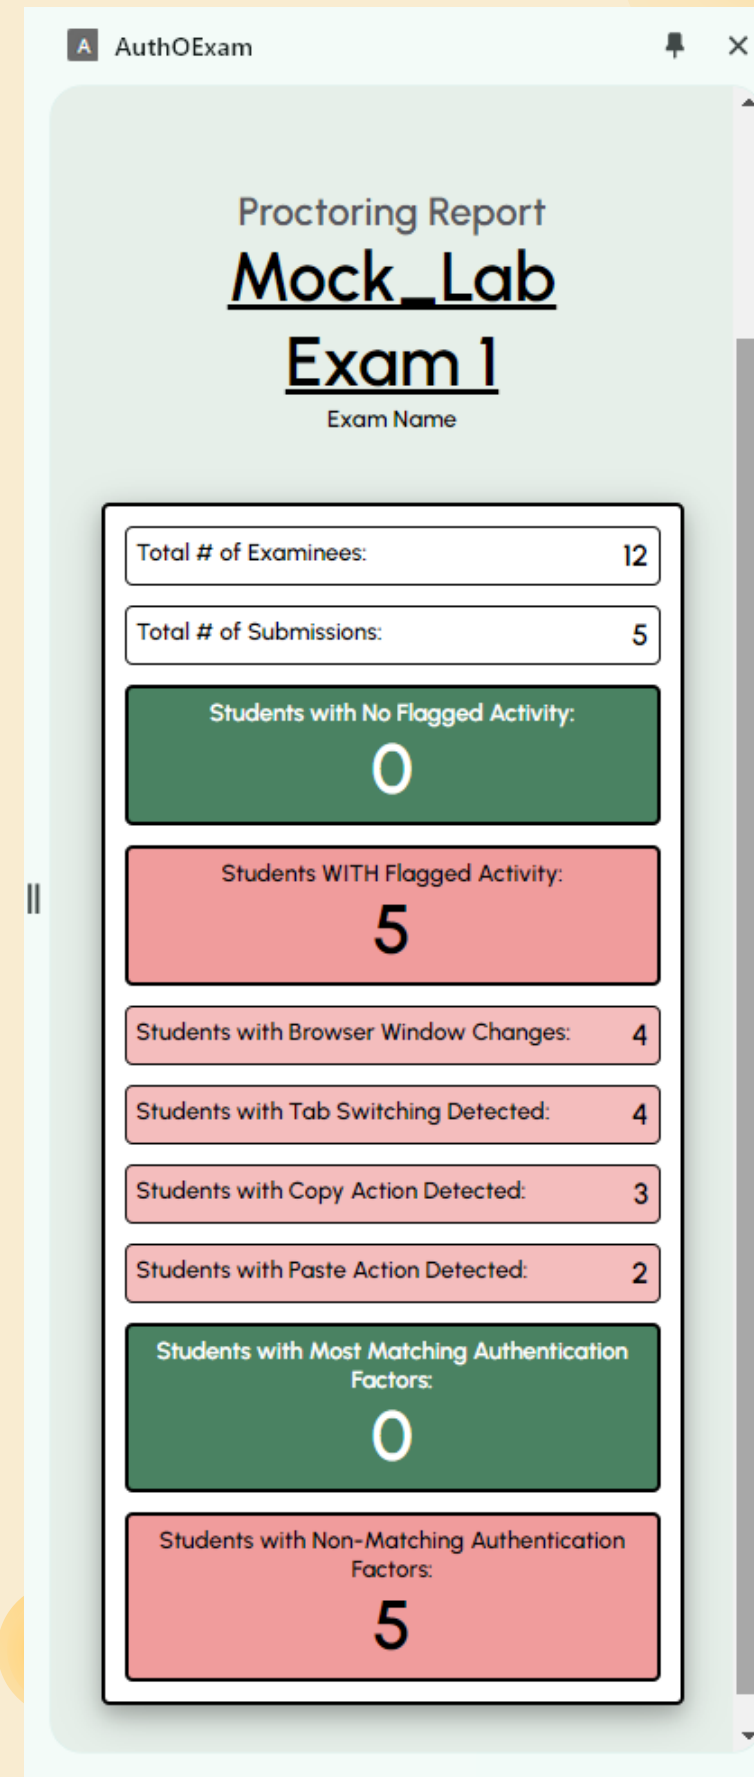 A AuthOExam
Proctoring Report
Mock_Lab
Exam 1
Exam Name
Total # of Examinees: 12
Total # of Submissions: 5
Students with No Flagged Activity:
0
Students WITH Flagged Activity:
5
Students with Browser Window Changes: 4
Students with Tab Switching Detected: 4
Students with Copy Action Detected: 3
Students with Paste Action Detected: 2
Students with Most Matching Authentication
Factors:
0
Students with Non-Matching Authentication
Factors:
5